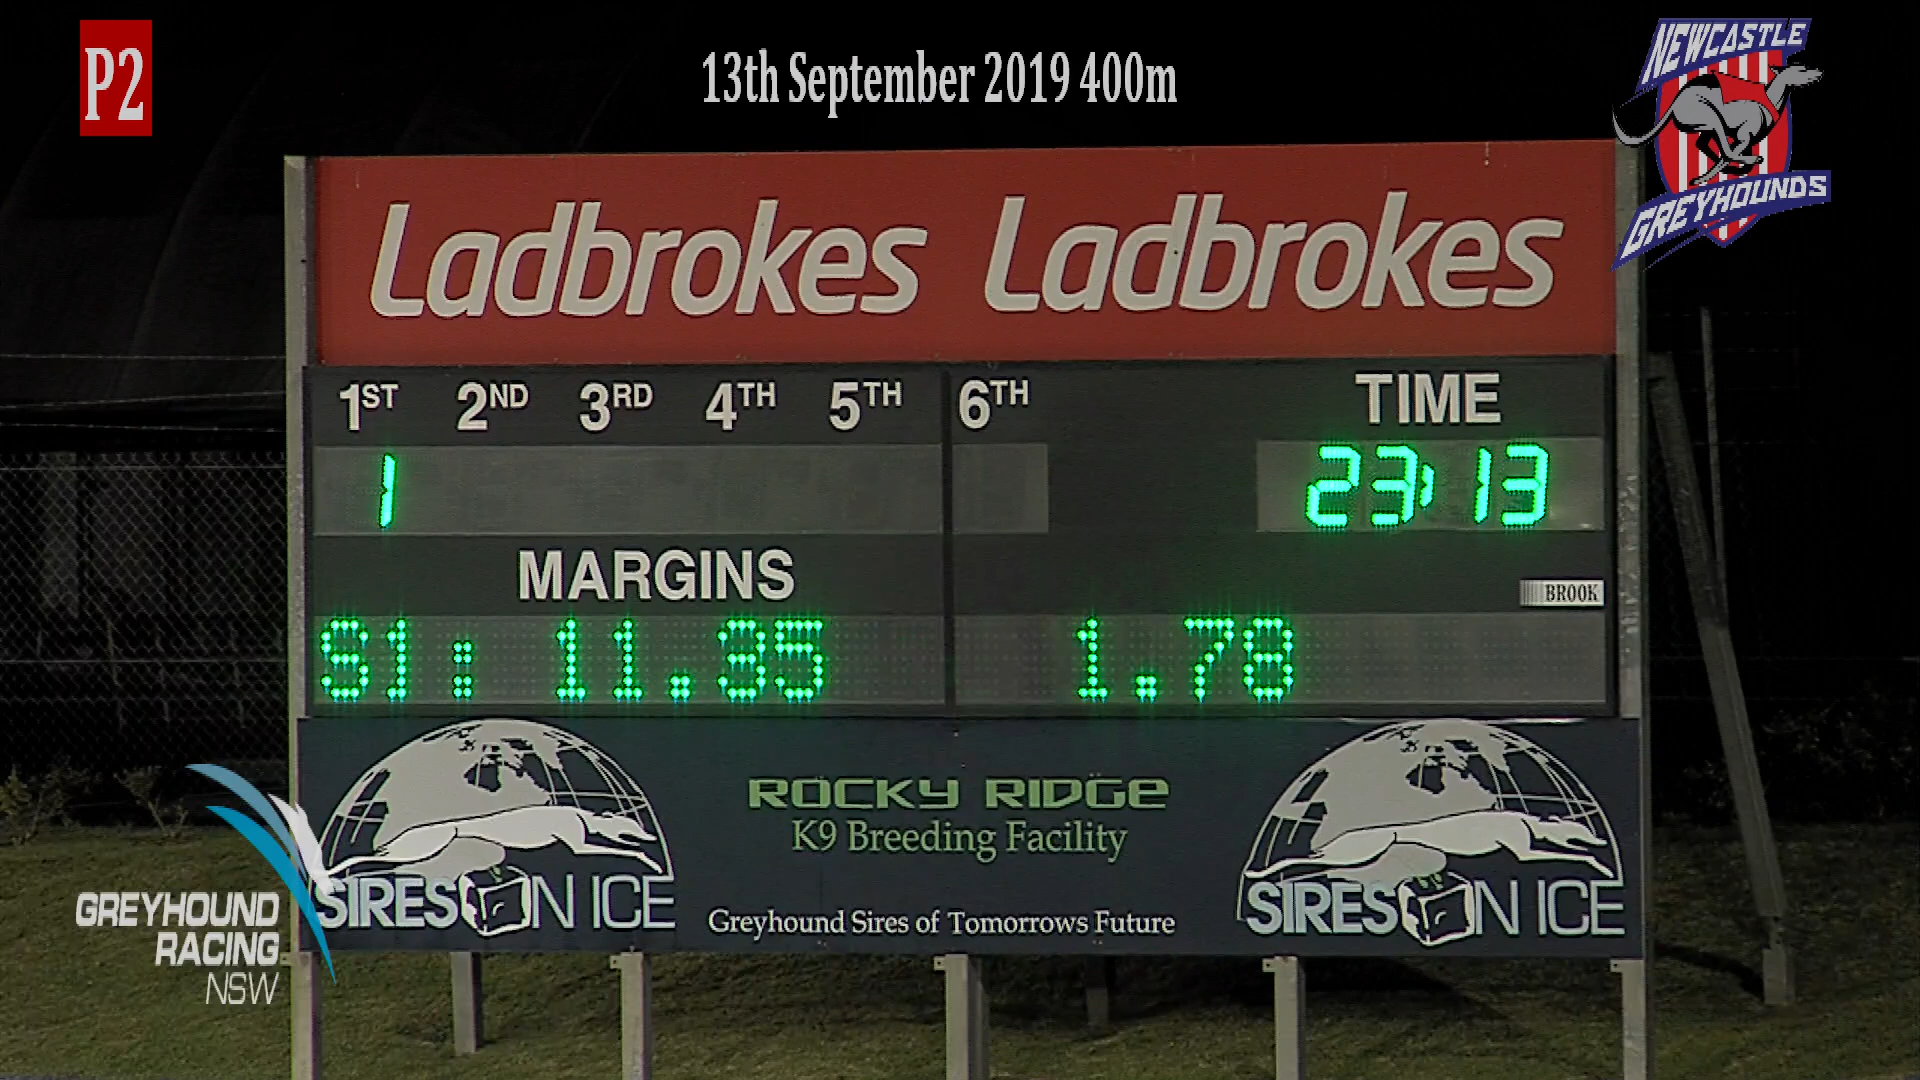 P2
13th September 2019 400m
NEWCASTLE
GREYHOUNDS
Ladbrokes Ladbrokes
1ST 2ND 3RD 4TH 5TH 6TH TIME
1 23:13
MARGINS
BROOK
S1: 11.35 1.78
ROCKY RIDGE
K9 Breeding Facility
SIRES ON ICE
Greyhound Sires of Tomorrows Future
SIRES ON ICE
GREYHOUND
RACING
NSW